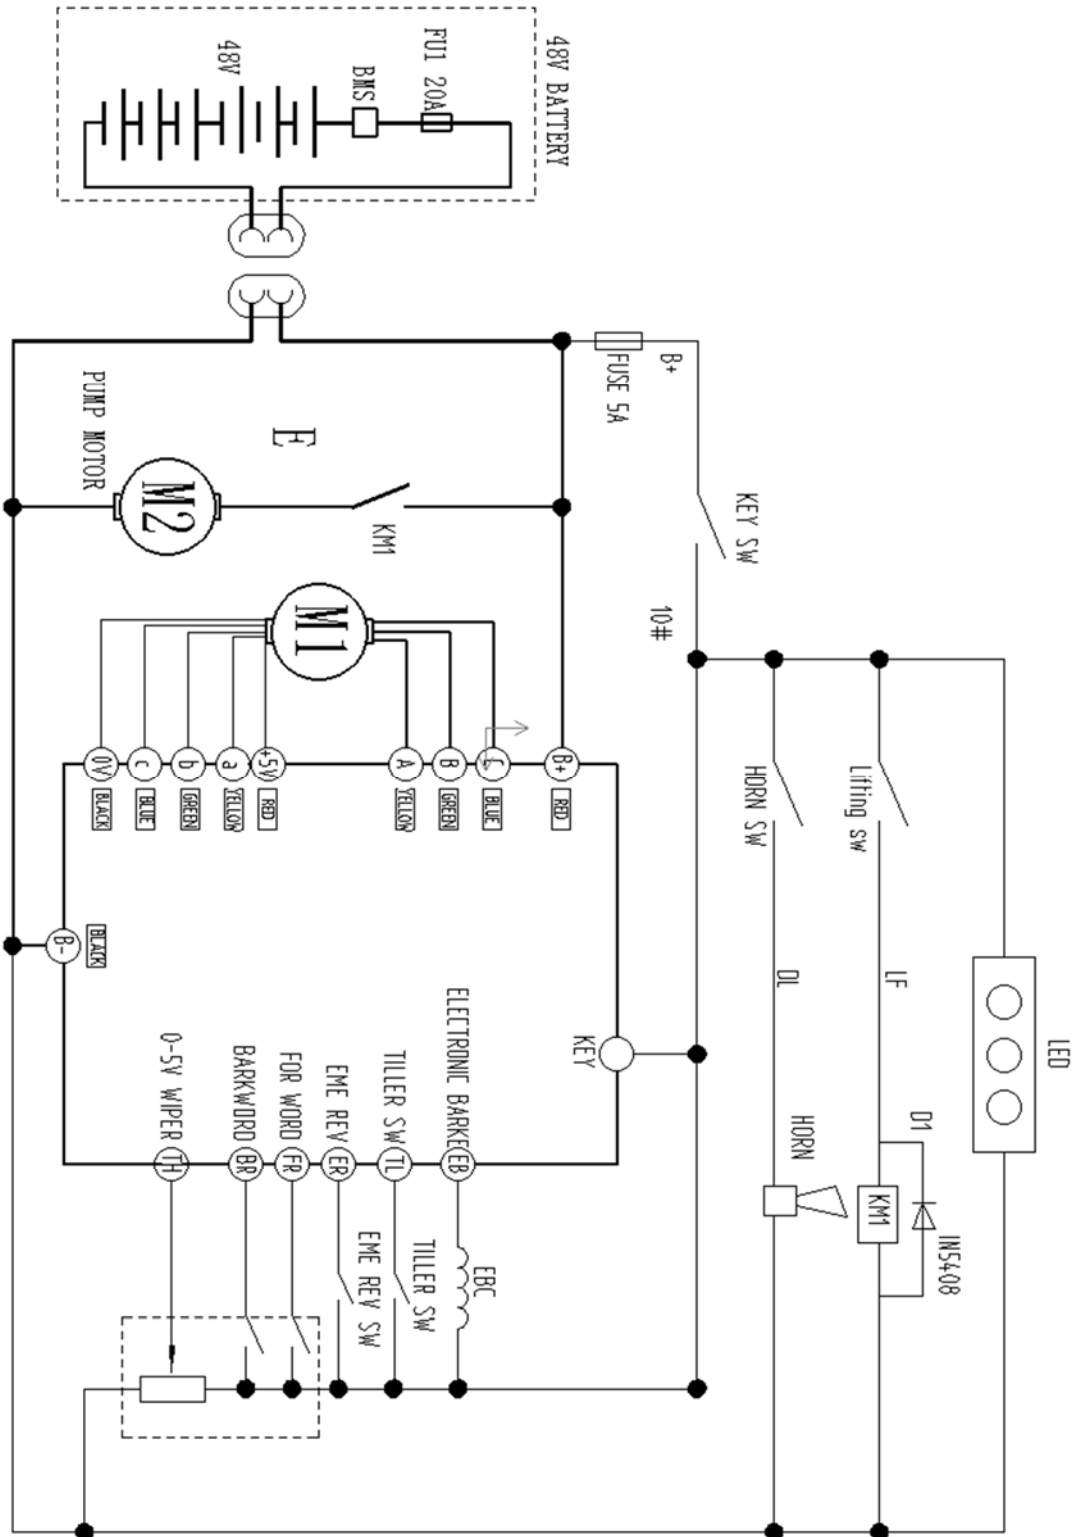 48V BATTERY
FU1 20A
BMS
48V
B+
FUSE 5A
KEY SW
10#
E
PUMP MOTOR
M2
KM1
M1
HORN SW
Lifting sw
DL
LF
LED
HORN
D1
KM1
IN5408
0V
c
b
a
+5V
A
B
B+
BLACK
BLUE
GREEN
YELLOW
RED
YELLOW
GREEN
BLUE
RED
B-
BLACK
KEY
0-5V WIPER
BARKWORD
FOR WORD
EME REV
TILLER SW
ELECTRONIC BARKE
TH
BR
FR
ER
TL
EB
EME REV SW
TILLER SW
EBC